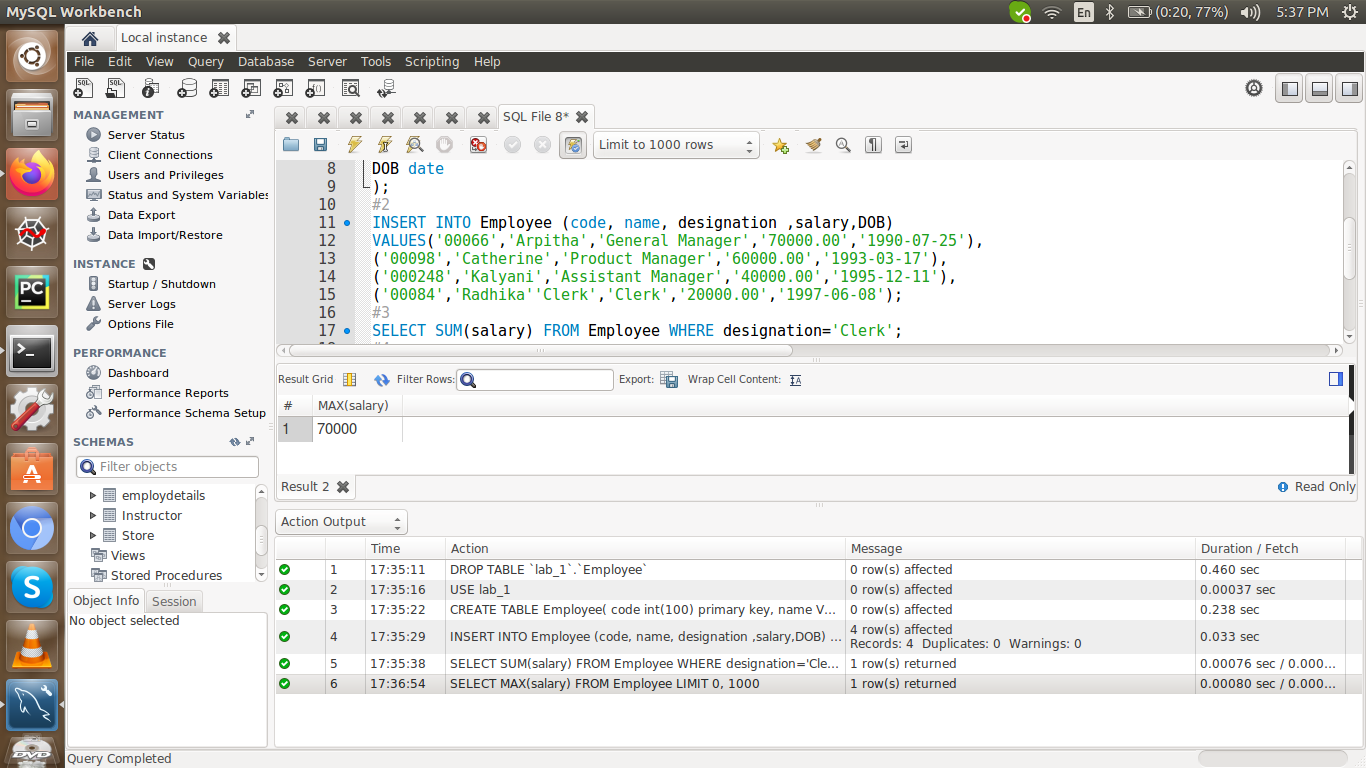 MySQL Workbench
En
(0:20, 77%)
5:37 PM
Local instance
File Edit View Query Database Server Tools Scripting Help
MANAGEMENT
Server Status
Client Connections
Users and Privileges
Status and System Variables
Data Export
Data Import/Restore
INSTANCE
Startup / Shutdown
Server Logs
Options File
PERFORMANCE
Dashboard
Performance Reports
Performance Schema Setup
SCHEMAS
Filter objects
employdetails
Instructor
Store
Views
Stored Procedures
Object Info Session
No object selected
SQL File 8*
Limit to 1000 rows
8 DOB date
9 );
10 #2
11 INSERT INTO Employee (code, name, designation ,salary,DOB)
12 VALUES('00066','Arpitha','General Manager','70000.00','1990-07-25'),
13 ('00098','Catherine','Product Manager','60000.00','1993-03-17'),
14 ('000248','Kalyani','Assistant Manager','40000.00','1995-12-11'),
15 ('00084','Radhika''Clerk','Clerk','20000.00','1997-06-08');
16 #3
17 SELECT SUM(salary) FROM Employee WHERE designation='Clerk';
Result Grid Filter Rows: Export: Wrap Cell Content:
# MAX(salary)
1 70000
Result 2 Read Only
Action Output
Time Action Message Duration / Fetch
1 17:35:11 DROP TABLE `lab_1`.`Employee` 0 row(s) affected 0.460 sec
2 17:35:16 USE lab_1 0 row(s) affected 0.00037 sec
3 17:35:22 CREATE TABLE Employee( code int(100) primary key, name V... 0 row(s) affected 0.238 sec
4 17:35:29 INSERT INTO Employee (code, name, designation ,salary,DOB) ... 4 row(s) affected
Records: 4 Duplicates: 0 Warnings: 0 0.033 sec
5 17:35:38 SELECT SUM(salary) FROM Employee WHERE designation='Cle... 1 row(s) returned 0.00076 sec / 0.000...
6 17:36:54 SELECT MAX(salary) FROM Employee LIMIT 0, 1000 1 row(s) returned 0.00080 sec / 0.000...
Query Completed